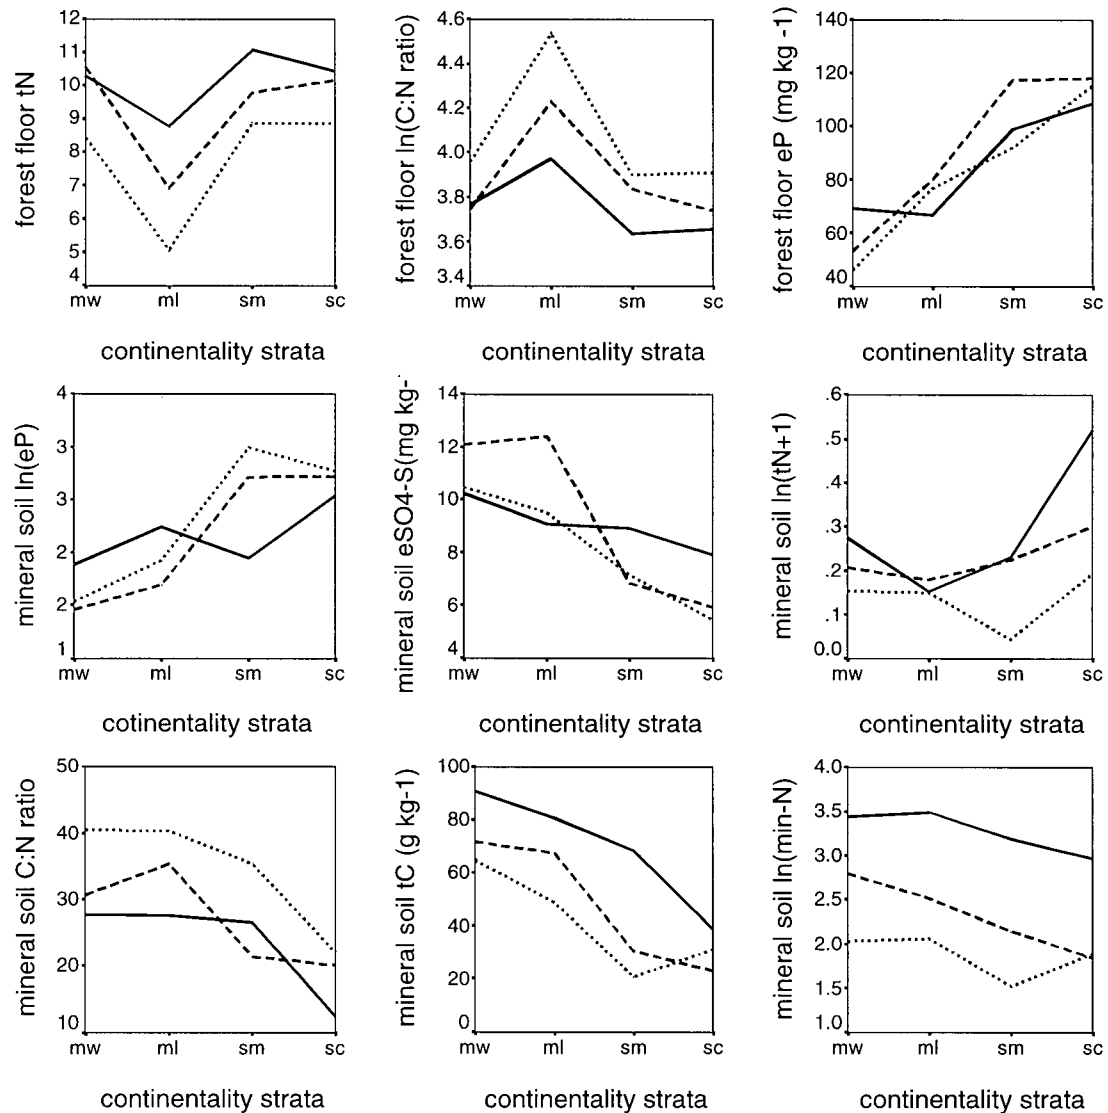 forest floor tN
12
11
10
9
8
7
6
5
4
mw ml sm sc
continentality strata
forest floor ln(C:N ratio)
4.6
4.4
4.2
4.0
3.8
3.6
3.4
mw ml sm sc
continentality strata
forest floor eP (mg kg -1)
140
120
100
80
60
40
mw ml sm sc
continentality strata
mineral soil ln(eP)
4
3
3
2
2
1
mw ml sm sc
cotinentality strata
mineral soil eSO4-S(mg kg-
14
12
10
8
6
4
mw ml sm sc
continentality strata
mineral soil ln(tN+1)
.6
.5
.4
.3
.2
.1
0.0
mw ml sm sc
continentality strata
mineral soil C:N ratio
50
40
30
20
10
mw ml sm sc
continentality strata
mineral soil tC (g kg-1)
100
80
60
40
20
0
mw ml sm sc
continentality strata
mineral soil ln(min-N)
4.0
3.5
3.0
2.5
2.0
1.5
1.0
mw ml sm sc
continentality strata